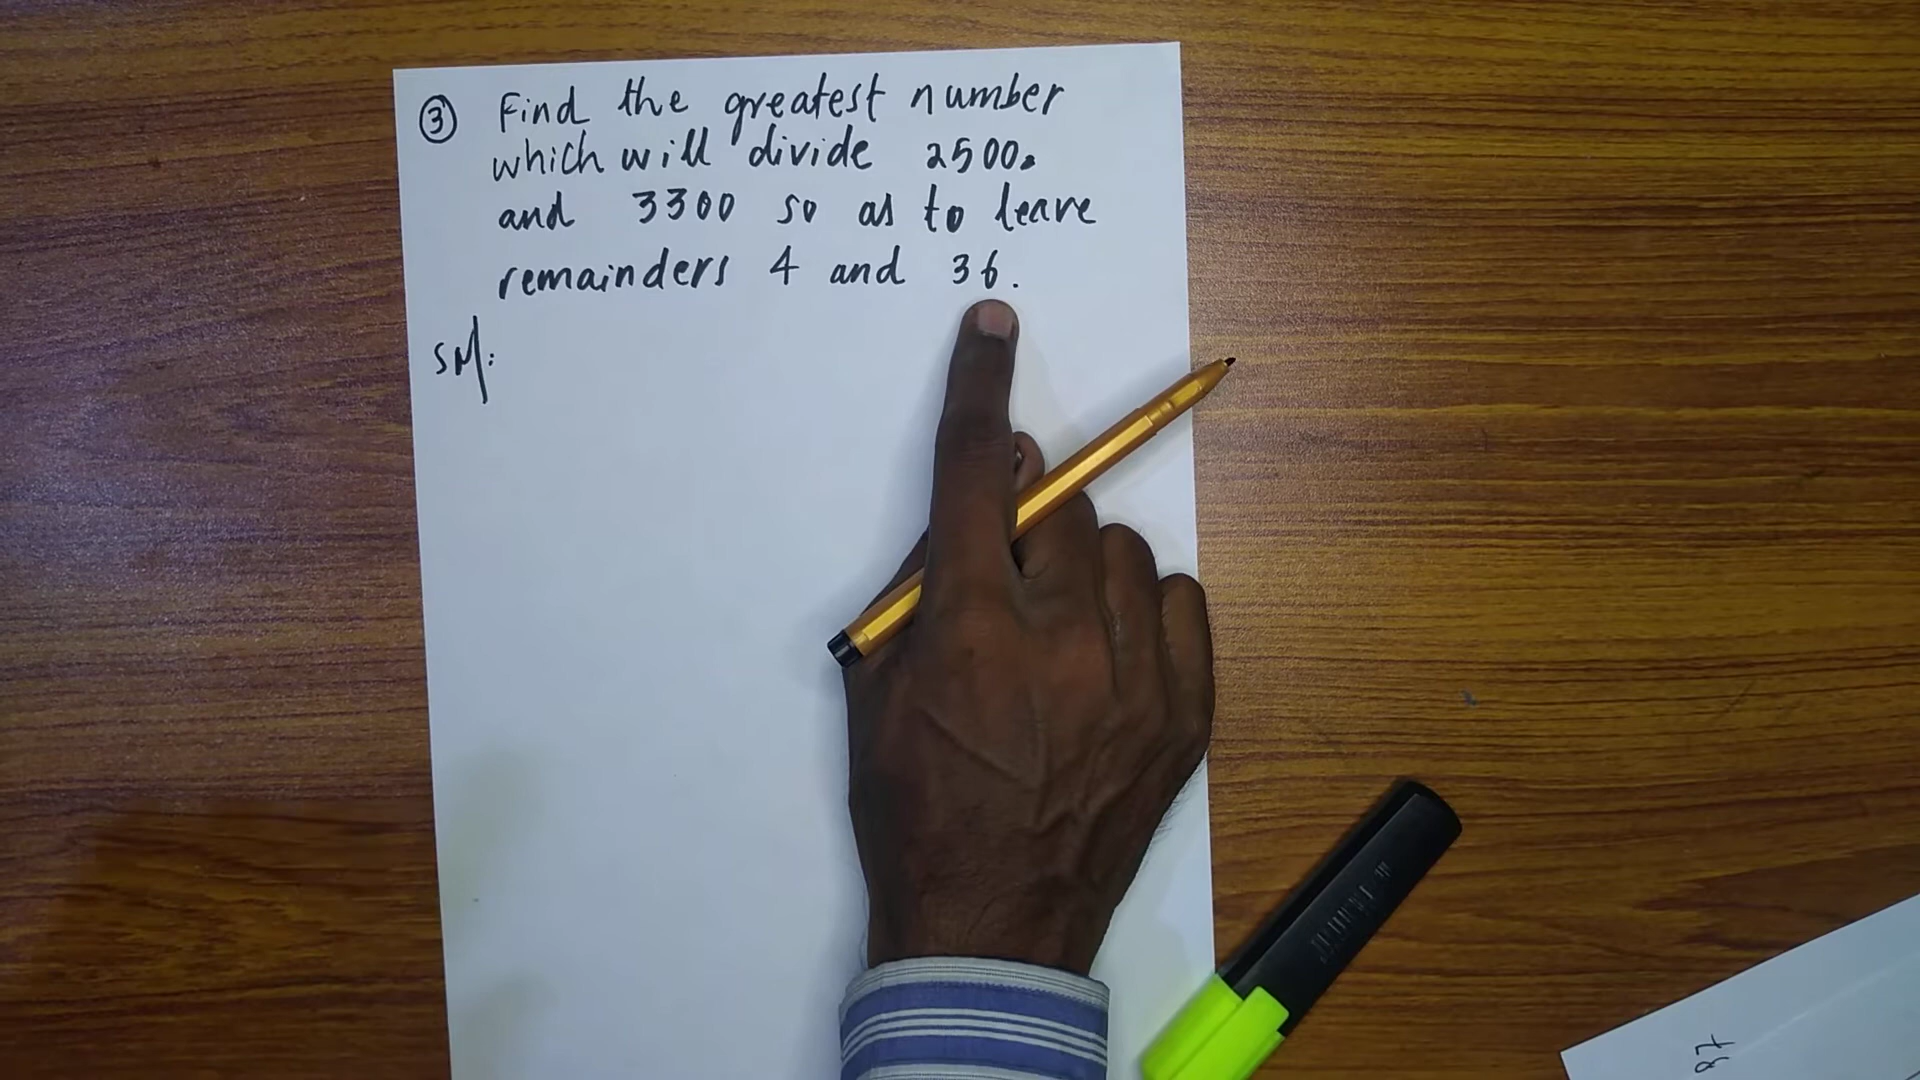 ③ Find the greatest number
which will divide 2500.
and 3300 so as to leave
remainders 4 and 36.